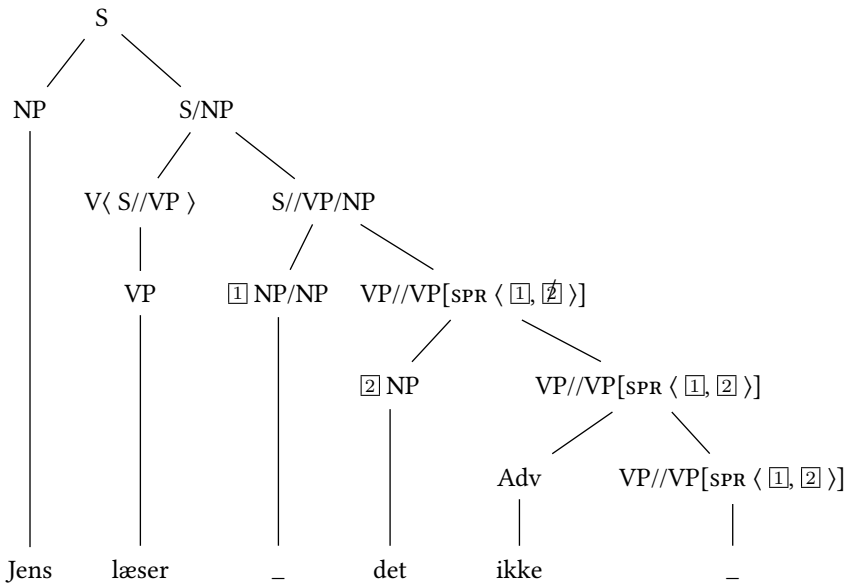 S
NP S/NP
V⟨ S//VP ⟩ S//VP/NP
VP 1 NP/NP VP//VP[SPR ⟨ 1, 2̸ ⟩]
2 NP VP//VP[SPR ⟨ 1, 2 ⟩]
Adv VP//VP[SPR ⟨ 1, 2 ⟩]
Jens læser _ det ikke _